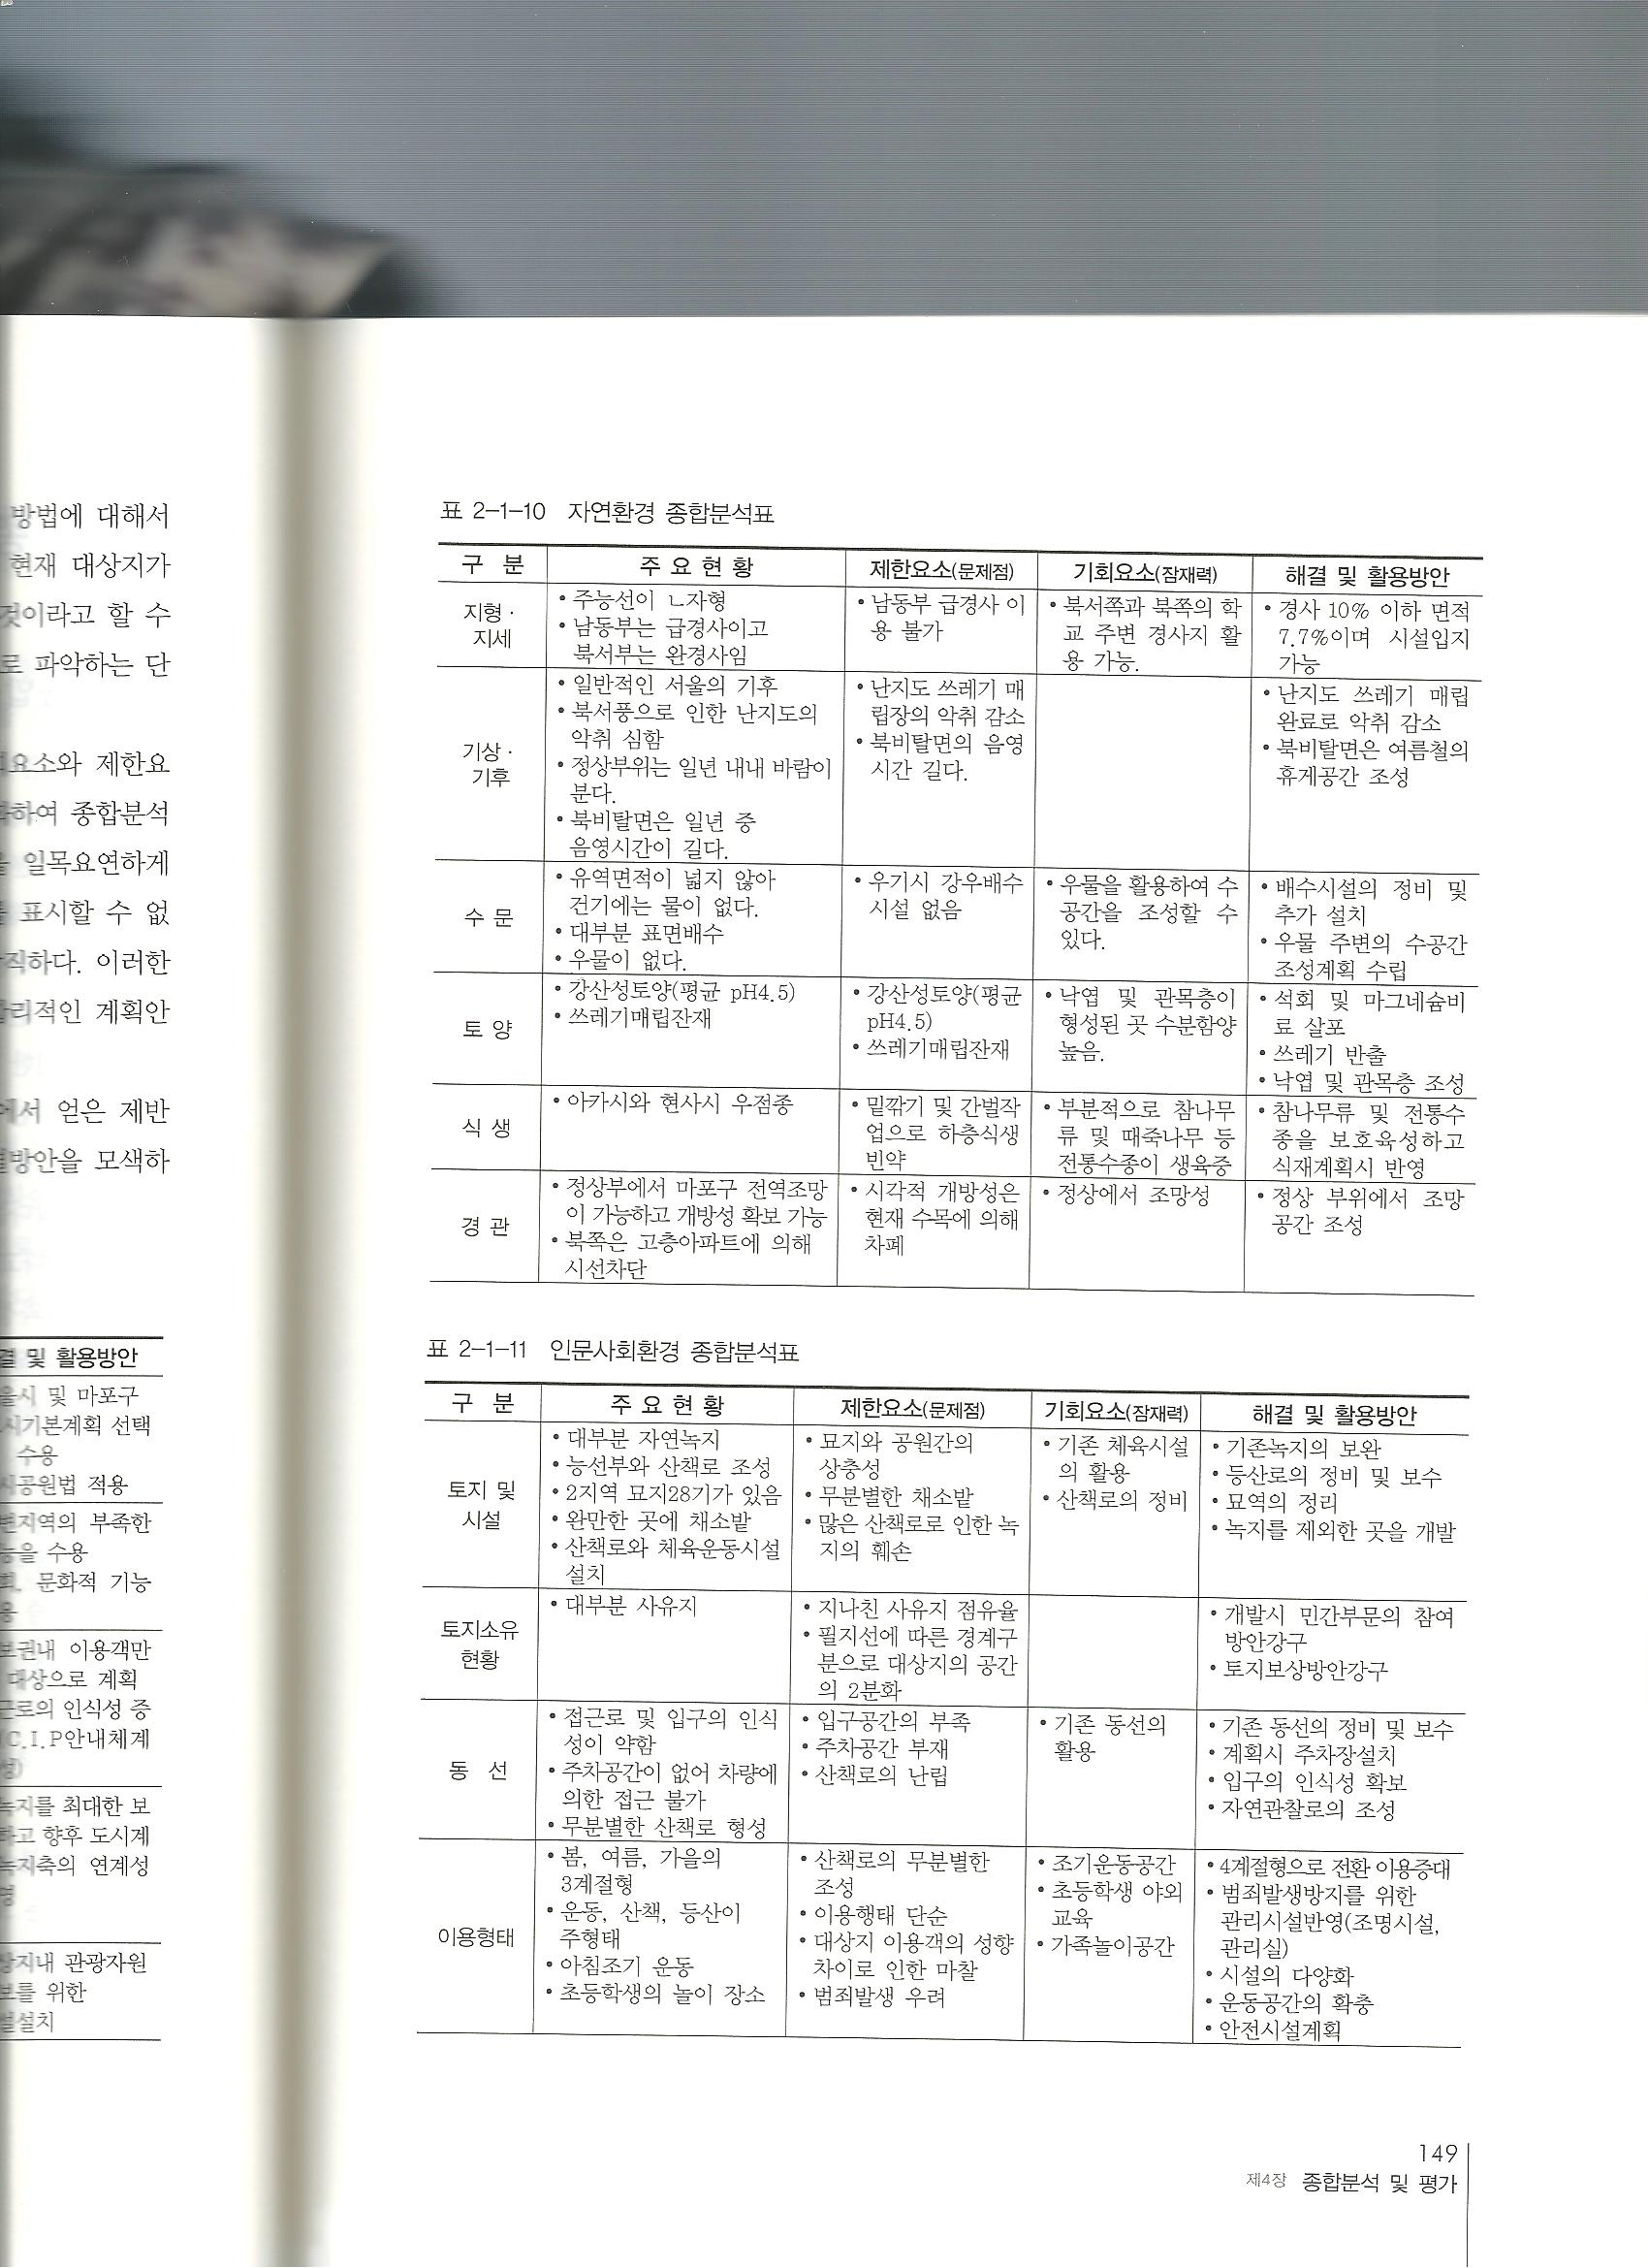 방법에 대해서
현재 대상지가
것이라고 할 수
로 파악하는 단
요소와 제한요
하여 종합분석
일목요연하게
표시할 수 없
직하다. 이러한
리적인 계획안
에서 얻은 제반
방안을 모색하
결 및 활용방안
울시 및 마포구
시기본계획 선택
수용
시공원법 적용
변지역의 부족한
능을 수용
회, 문화적 기능
용
보권내 이용객만
대상으로 계획
근로의 인식성 증
C.I.P안내체계
성)
녹지를 최대한 보
하고 향후 도시계
녹지축의 연계성
영
상지내 관광자원
보를 위한
설설치
표 2-1-10 자연환경 종합분석표
구 분 주요현황 제한요소(문제점) 기회요소(잠재력) 해결 및 활용방안
지형·
지세
• 주능선이 ㄴ자형
• 남동부는 급경사이고
북서부는 완경사임
• 남동부 급경사 이
용 불가
• 북서쪽과 북쪽의 학
교 주변 경사지 활
용 가능.
• 경사 10% 이하 면적
7.7%이며 시설입지
가능
기상·
기후
• 일반적인 서울의 기후
• 북서풍으로 인한 난지도의
악취 심함
• 정상부위는 일년 내내 바람이
분다.
• 북비탈면은 일년 중
음영시간이 길다.
• 난지도 쓰레기 매
립장의 악취 감소
• 북비탈면의 음영
시간 길다.
• 난지도 쓰레기 매립
완료로 악취 감소
• 북비탈면은 여름철의
휴게공간 조성
수 문
• 유역면적이 넓지 않아
건기에는 물이 없다.
• 대부분 표면배수
• 우물이 없다.
• 우기시 강우배수
시설 없음
• 우물을 활용하여 수
공간을 조성할 수
있다.
• 배수시설의 정비 및
추가 설치
• 우물 주변의 수공간
조성계획 수립
토 양
• 강산성토양(평균 pH4.5)
• 쓰레기매립잔재
• 강산성토양(평균
pH4.5)
• 쓰레기매립잔재
• 낙엽 및 관목층이
형성된 곳 수분함양
높음.
• 석회 및 마그네슘비
료 살포
• 쓰레기 반출
• 낙엽 및 관목층 조성
식 생
• 아카시와 현사시 우점종
• 밑깎기 및 간벌작
업으로 하층식생
빈약
• 부분적으로 참나무
류 및 때죽나무 등
전통수종이 생육중
• 참나무류 및 전통수
종을 보호육성하고
식재계획시 반영
경 관
• 정상부에서 마포구 전역조망
이 가능하고 개방성 확보 가능
• 북쪽은 고층아파트에 의해
시선차단
• 시각적 개방성은
현재 수목에 의해
차폐
• 정상에서 조망성
• 정상 부위에서 조망
공간 조성
표 2-1-11 인문사회환경 종합분석표
구 분 주요현황 제한요소(문제점) 기회요소(잠재력) 해결 및 활용방안
토지 및
시설
• 대부분 자연녹지
• 능선부와 산책로 조성
• 2지역 묘지28기가 있음
• 완만한 곳에 채소밭
• 산책로와 체육운동시설
설치
• 묘지와 공원간의
상충성
• 무분별한 채소밭
• 많은 산책로로 인한 녹
지의 훼손
• 기존 체육시설
의 활용
• 산책로의 정비
• 기존녹지의 보완
• 등산로의 정비 및 보수
• 묘역의 정리
• 녹지를 제외한 곳을 개발
토지소유
현황
• 대부분 사유지
• 지나친 사유지 점유율
• 필지선에 따른 경계구
분으로 대상지의 공간
의 2분화
• 개발시 민간부문의 참여
방안강구
• 토지보상방안강구
동 선
• 접근로 및 입구의 인식
성이 약함
• 주차공간이 없어 차량에
의한 접근 불가
• 무분별한 산책로 형성
• 입구공간의 부족
• 주차공간 부재
• 산책로의 난립
• 기존 동선의
활용
• 기존 동선의 정비 및 보수
• 계획시 주차장설치
• 입구의 인식성 확보
• 자연관찰로의 조성
이용형태
• 봄, 여름, 가을의
3계절형
• 운동, 산책, 등산이
주형태
• 아침조기 운동
• 초등학생의 놀이 장소
• 산책로의 무분별한
조성
• 이용행태 단순
• 대상지 이용객의 성향
차이로 인한 마찰
• 범죄발생 우려
• 조기운동공간
• 초등학생 야외
교육
• 가족놀이공간
• 4계절형으로 전환 이용증대
• 범죄발생방지를 위한
관리시설반영(조명시설,
관리실)
• 시설의 다양화
• 운동공간의 확충
• 안전시설계획
149
제4장 종합분석 및 평가